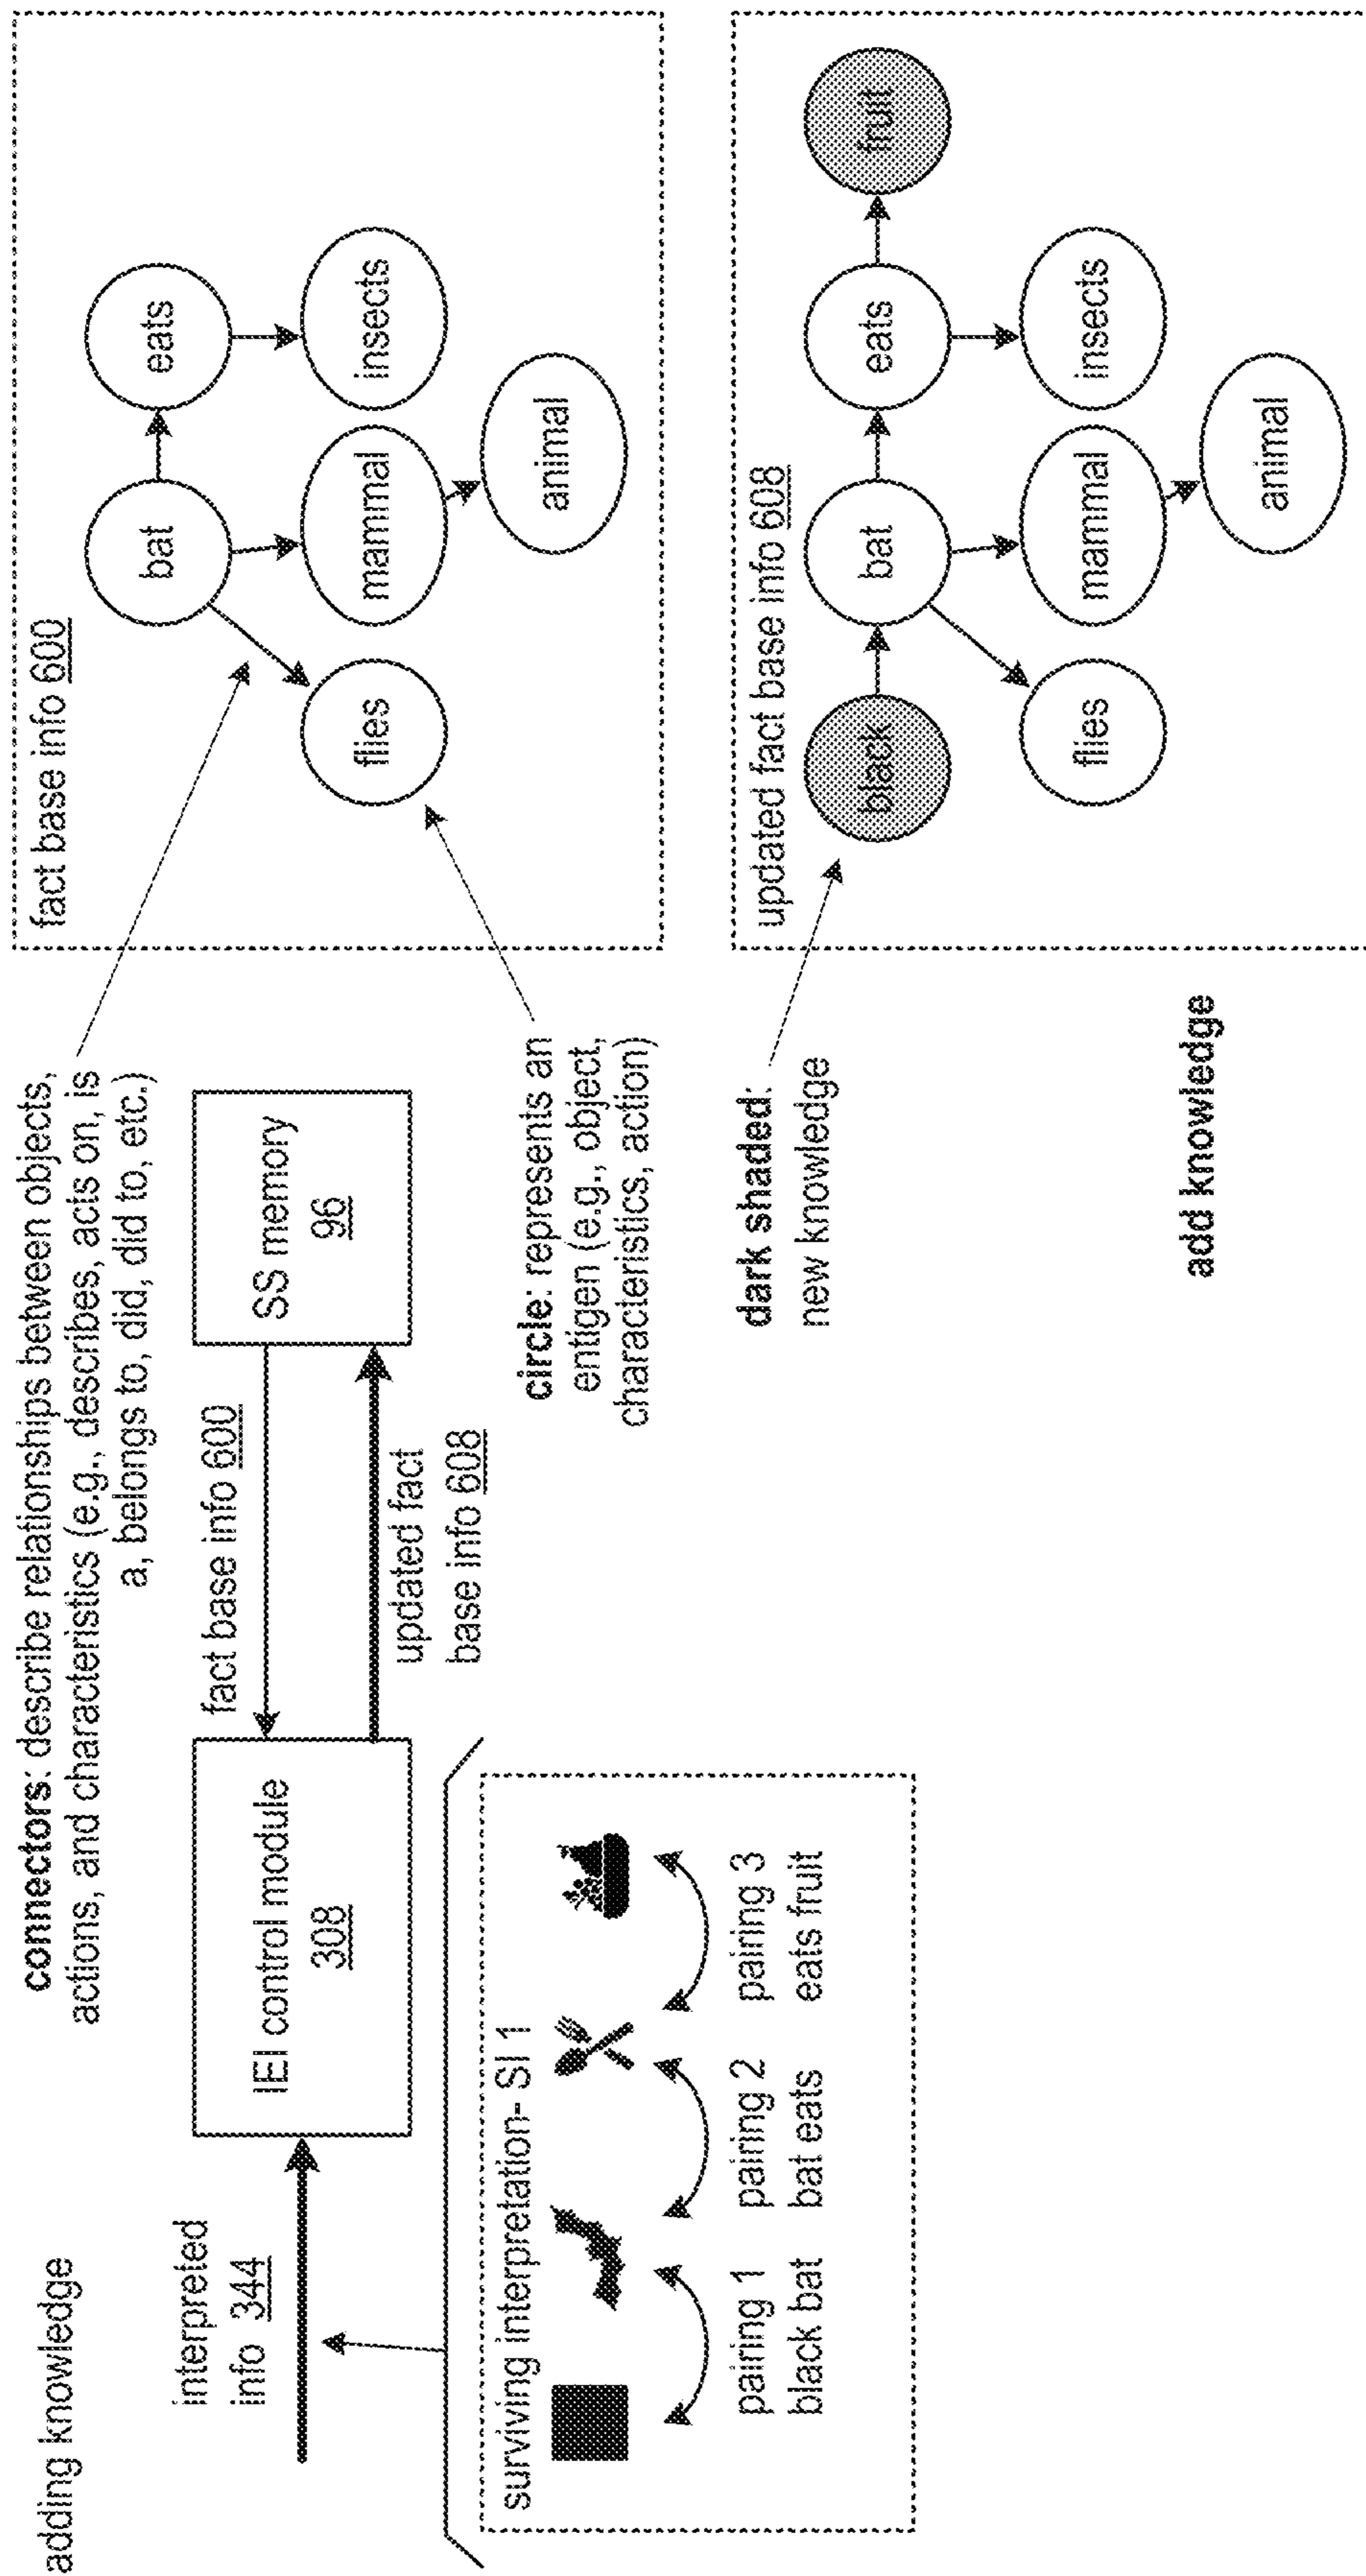 adding knowledge
connectors: describe relationships between objects,
actions, and characteristics (e.g., describes, acts on, is
a, belongs to, did, did to, etc.)
interpreted
info 344
IEI control module
308
fact base info 600
updated fact
base info 608
SS memory
96
surviving interpretation- SI 1
pairing 1
black bat
pairing 2
bat eats
pairing 3
eats fruit
circle: represents an
entigen (e.g., object,
characteristics, action)
dark shaded:
new knowledge
add knowledge
fact base info 600
bat
eats
flies
mammal
insects
animal
updated fact base info 608
black
bat
eats
fruit
flies
mammal
insects
animal